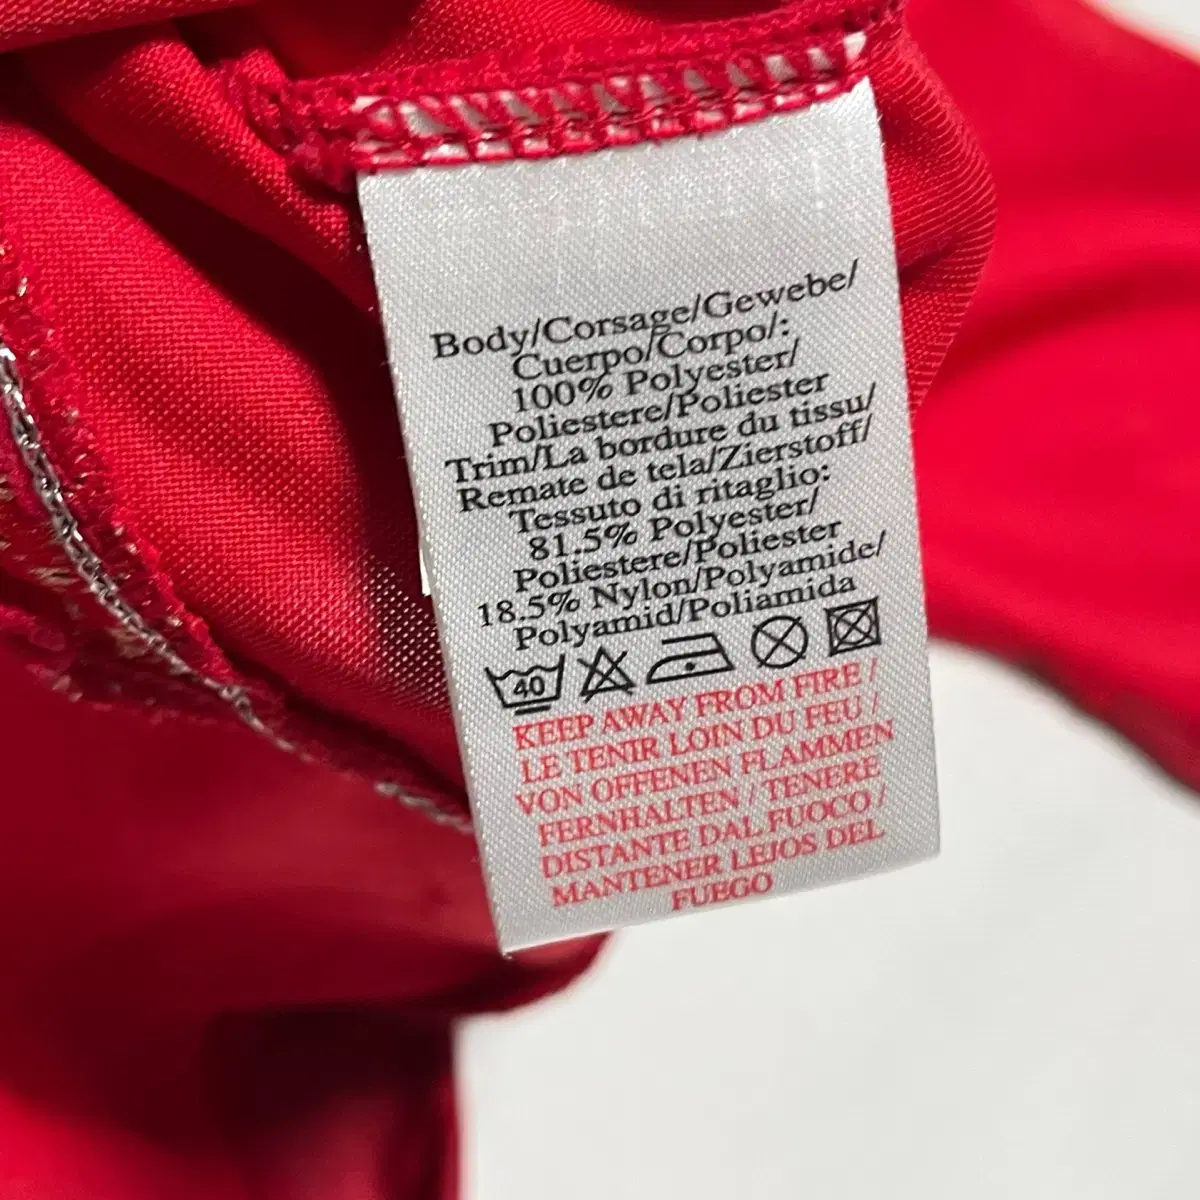 Body/Corsage/Gewebe/
Cuerpo/Corpo/:
100% Polyester/
Poliestere/Poliester
Trim/La bordure du tissu/
Remate de tela/Zierstoff/
Tessuto di ritaglio:
81.5% Polyester/
Poliestere/Poliester
18.5% Nylon/Polyamide/
Polyamid/Poliamida
40
KEEP AWAY FROM FIRE /
LE TENIR LOIN DU FEU /
VON OFFENEN FLAMMEN
FERNHALTEN / TENERE
DISTANTE DAL FUOCO /
MANTENER LEJOS DEL
FUEGO